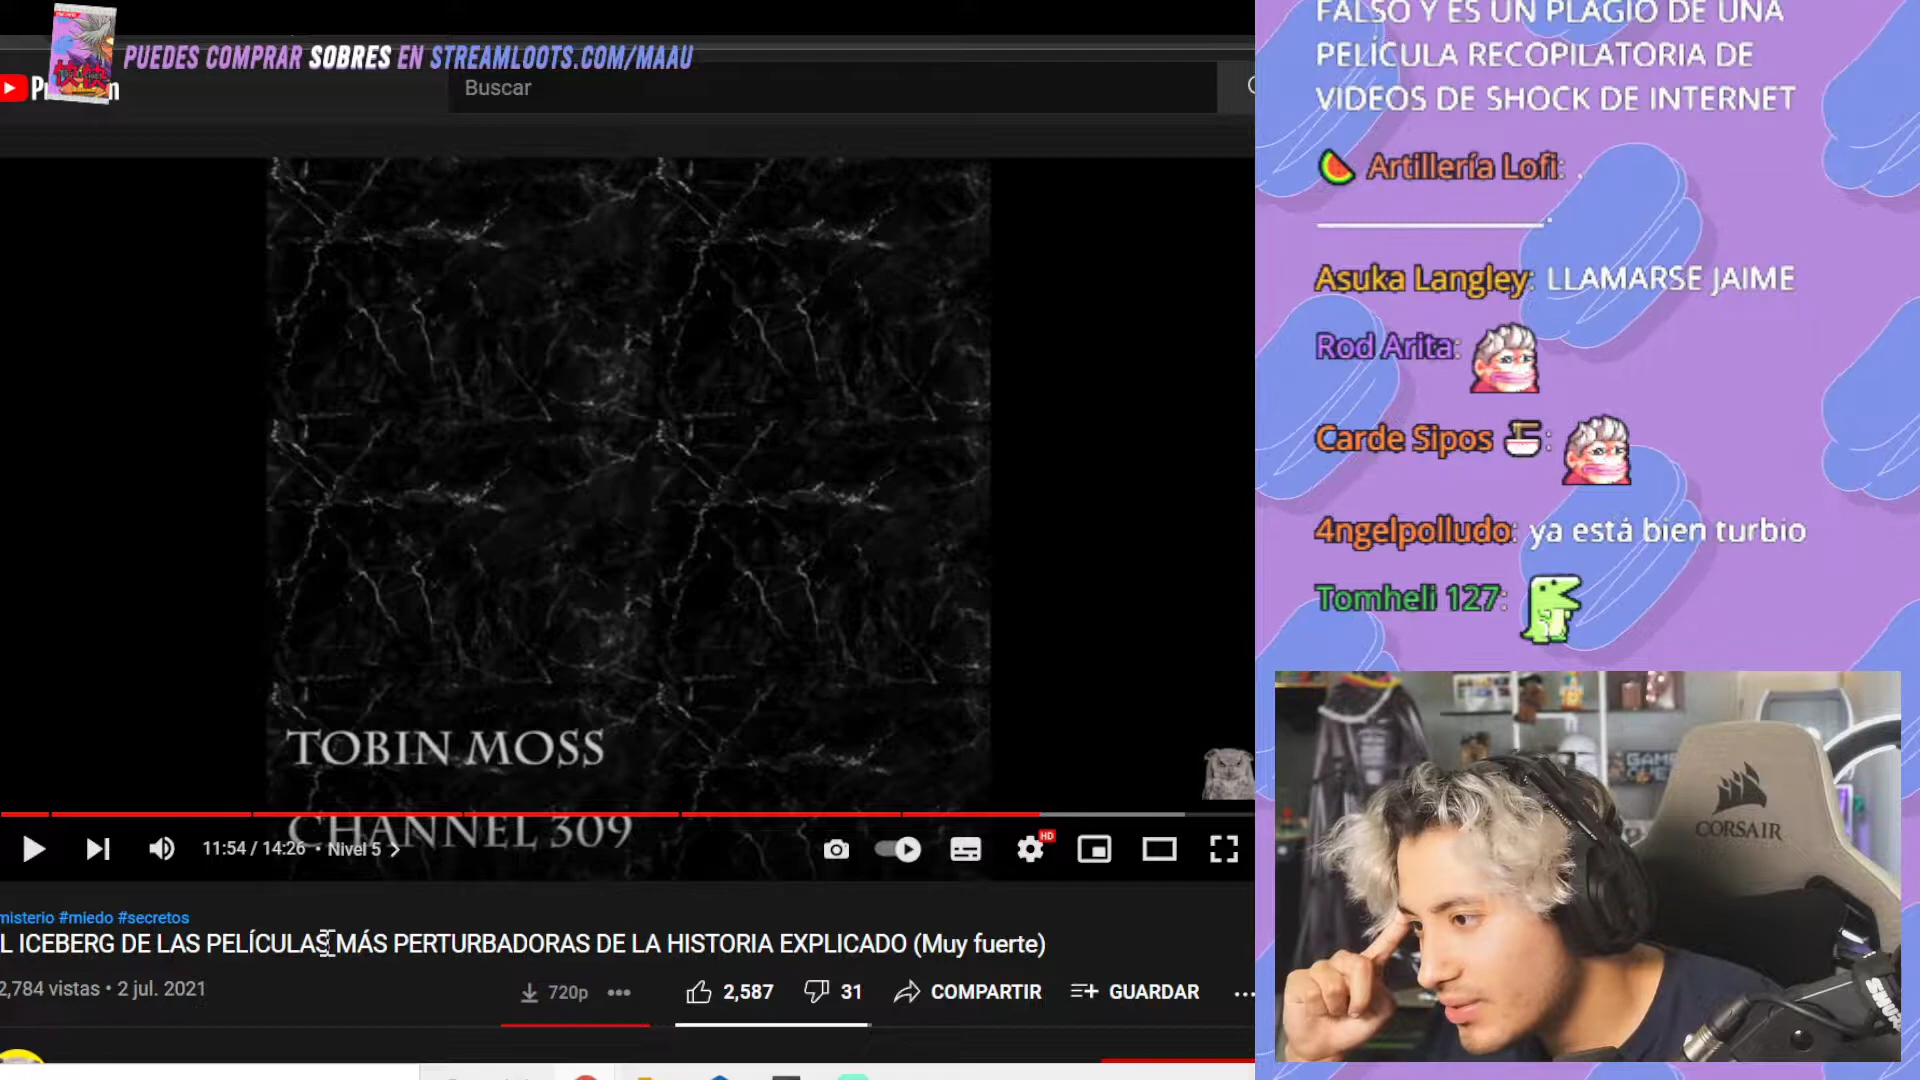 PUEDES COMPRAR SOBRES EN STREAMLOOTS.COM/MAAU
Buscar
TOBIN MOSS
CHANNEL 309
11:54 / 14:26 • Nivel 5
HD
misterio #miedo #secretos
L ICEBERG DE LAS PELÍCULAS MÁS PERTURBADORAS DE LA HISTORIA EXPLICADO (Muy fuerte)
2,784 vistas • 2 jul. 2021
720p
2,587
31
COMPARTIR
GUARDAR
FALSO Y ES UN PLAGIO DE UNA
PELÍCULA RECOPILATORIA DE
VIDEOS DE SHOCK DE INTERNET
Artillería Lofi: .
Asuka Langley: LLAMARSE JAIME
Rod Arita:
Carde Sipos :
4ngelpolludo: ya está bien turbio
Tomheli 127:
CORSAIR